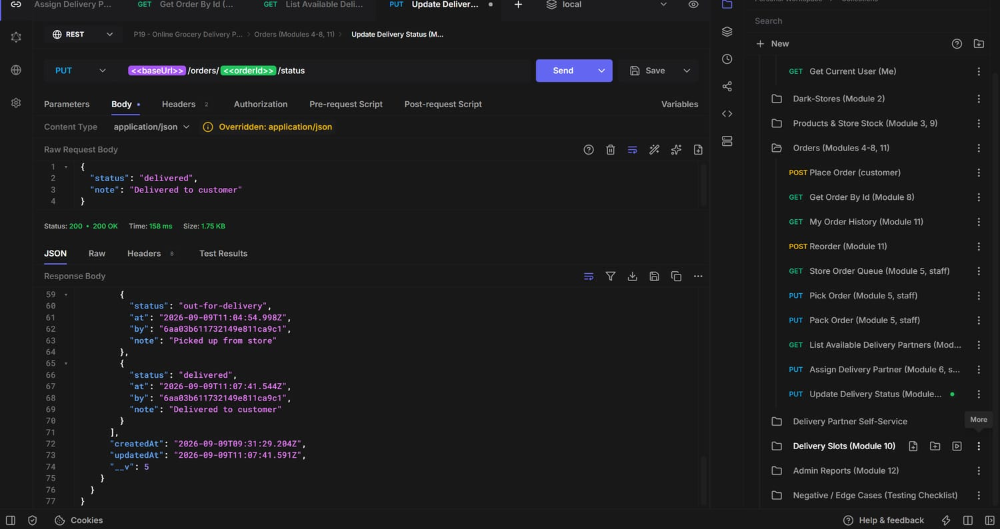 Assign Delivery P...
GET Get Order By Id (...
GET List Available Deli...
PUT Update Deliver...
local
REST
P19 - Online Grocery Delivery P... > Orders (Modules 4-8, 11) > Update Delivery Status (M...
PUT
<<baseUrl>>/orders/<<orderId>>/status
Send
Save
Parameters
Body
Headers 2
Authorization
Pre-request Script
Post-request Script
Variables
Content Type application/json
Overridden: application/json
Raw Request Body
1 {
2 "status": "delivered",
3 "note": "Delivered to customer"
4 }
Status: 200 • 200 OK Time: 158 ms Size: 1.75 KB
JSON
Raw
Headers 8
Test Results
Response Body
59 {
60 "status": "out-for-delivery",
61 "at": "2026-09-09T11:04:54.998Z",
62 "by": "6aa03b611732149e811ca9c1",
63 "note": "Picked up from store"
64 },
65 {
66 "status": "delivered",
67 "at": "2026-09-09T11:07:41.544Z",
68 "by": "6aa03b611732149e811ca9c1",
69 "note": "Delivered to customer"
70 }
71 ],
72 "createdAt": "2026-09-09T09:31:29.204Z",
73 "updatedAt": "2026-09-09T11:07:41.591Z",
74 "__v": 5
75 }
76 }
77 }
Personal Workspace > Collections
Search
New
GET Get Current User (Me)
Dark-Stores (Module 2)
Products & Store Stock (Module 3, 9)
Orders (Modules 4-8, 11)
POST Place Order (customer)
GET Get Order By Id (Module 8)
GET My Order History (Module 11)
POST Reorder (Module 11)
GET Store Order Queue (Module 5, staff)
PUT Pick Order (Module 5, staff)
PUT Pack Order (Module 5, staff)
GET List Available Delivery Partners (Mod...
PUT Assign Delivery Partner (Module 6, s...
PUT Update Delivery Status (Module...
Delivery Partner Self-Service
More
Delivery Slots (Module 10)
Admin Reports (Module 12)
Negative / Edge Cases (Testing Checklist)
Cookies
Help & feedback